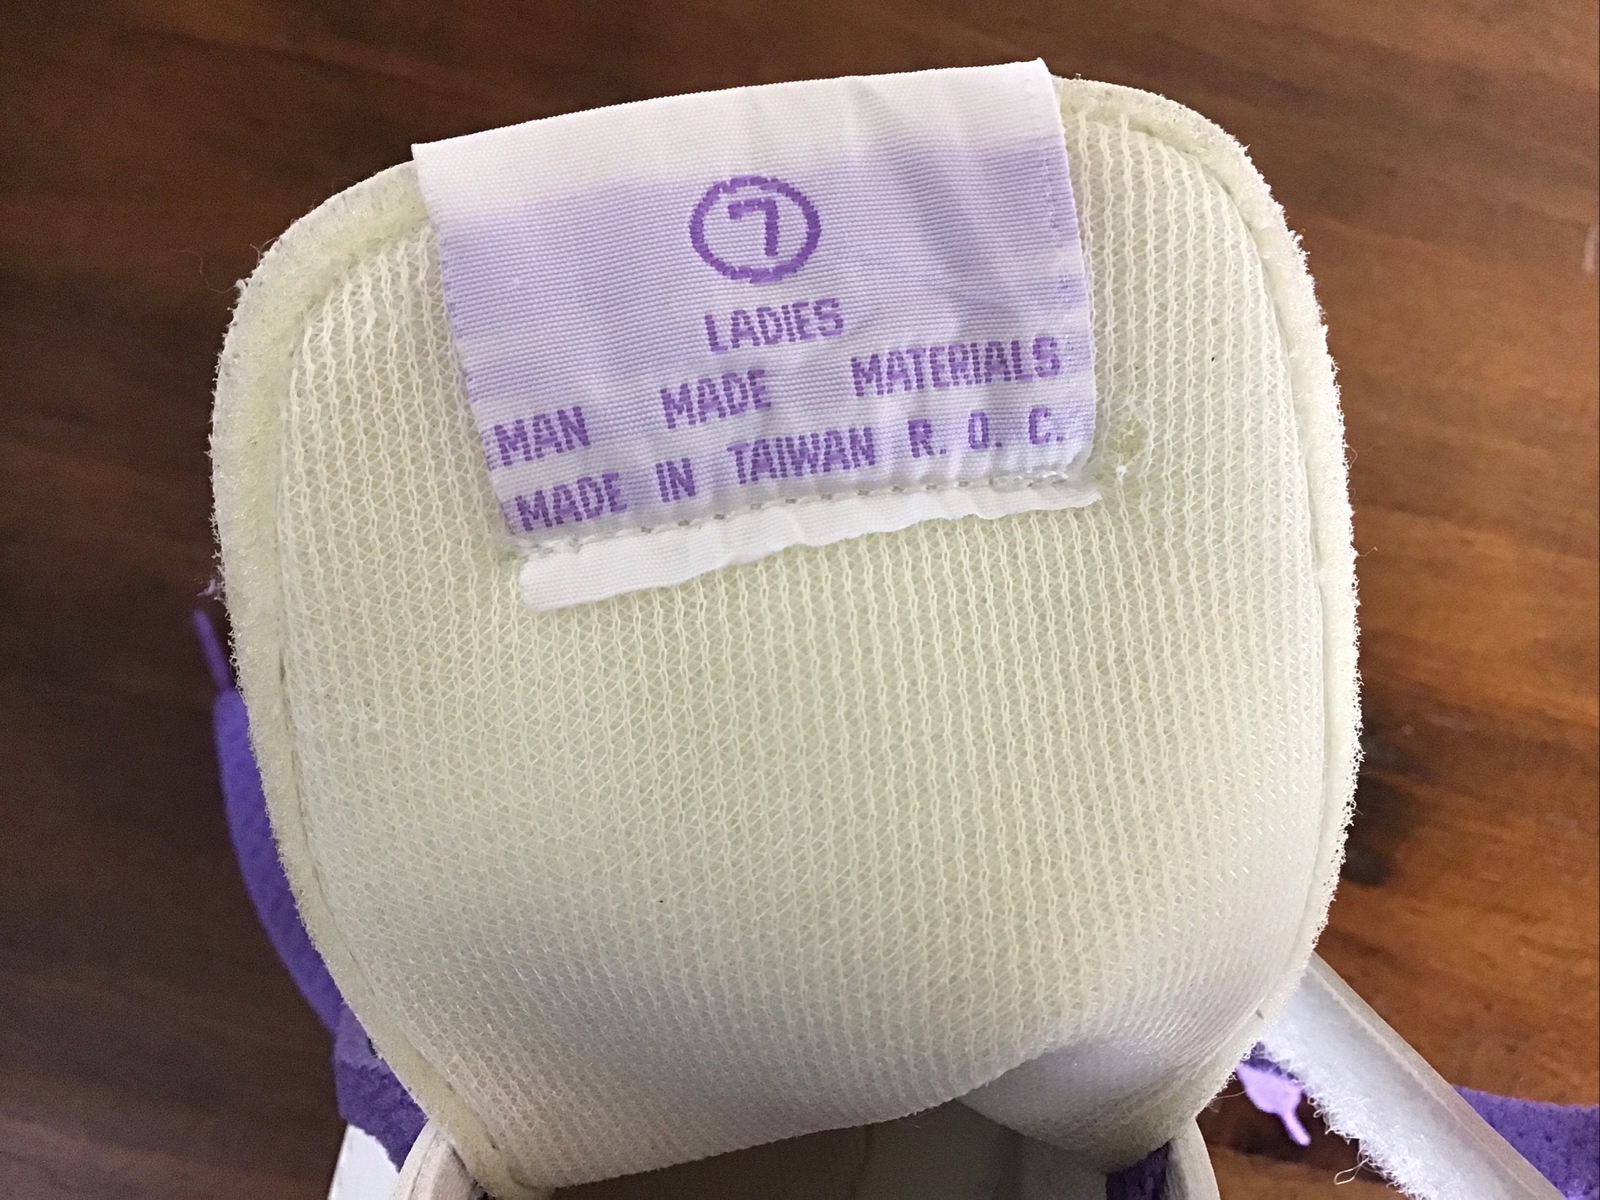 7
LADIES
MAN MADE MATERIALS
MADE IN TAIWAN R. O. C.